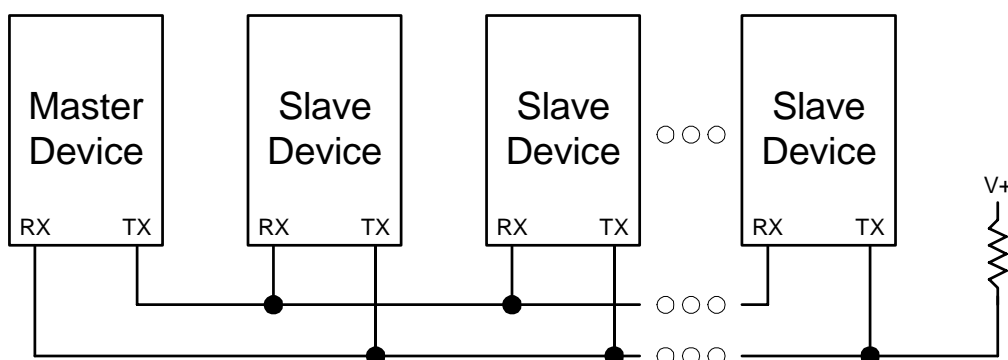 Master
Device
Slave
Device
Slave
Device
Slave
Device
V+
RX TX
RX TX
RX TX
RX TX